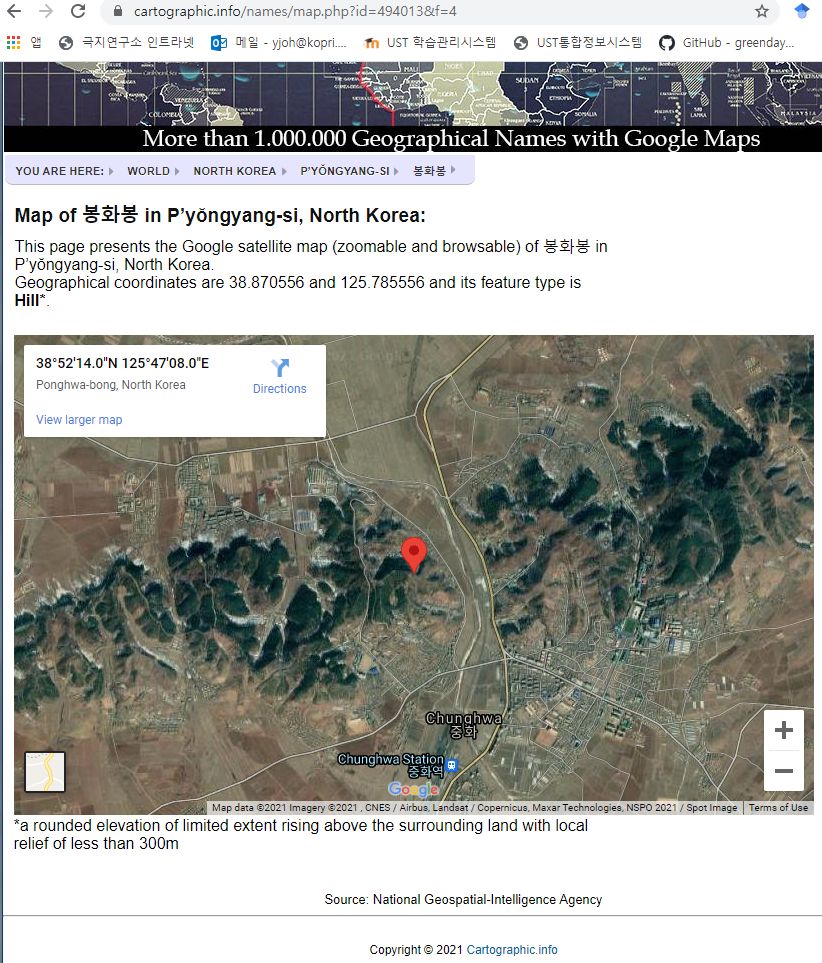 cartographic.info/names/map.php?id=494013&f=4
앱 극지연구소 인트라넷 메일 - yjoh@kopri.... UST 학습관리시스템 UST통합정보시스템 GitHub - greenday...
MALI NIGER SUDAN ETHIOPIA KENYA SOMALIA COLOMBIA VENEZUELA MALAYSIA
More than 1.000.000 Geographical Names with Google Maps
YOU ARE HERE: WORLD NORTH KOREA P'YŎNGYANG-SI 봉화봉
Map of 봉화봉 in P'yŏngyang-si, North Korea:
This page presents the Google satellite map (zoomable and browsable) of 봉화봉 in
P'yŏngyang-si, North Korea.
Geographical coordinates are 38.870556 and 125.785556 and its feature type is
Hill*.
38°52'14.0"N 125°47'08.0"E
Ponghwa-bong, North Korea
Directions
View larger map
Chunghwa
중화
Chunghwa Station
중화역
Google
Map data ©2021 Imagery ©2021 , CNES / Airbus, Landsat / Copernicus, Maxar Technologies, NSPO 2021 / Spot Image Terms of Use
*a rounded elevation of limited extent rising above the surrounding land with local
relief of less than 300m
Source: National Geospatial-Intelligence Agency
Copyright © 2021 Cartographic.info